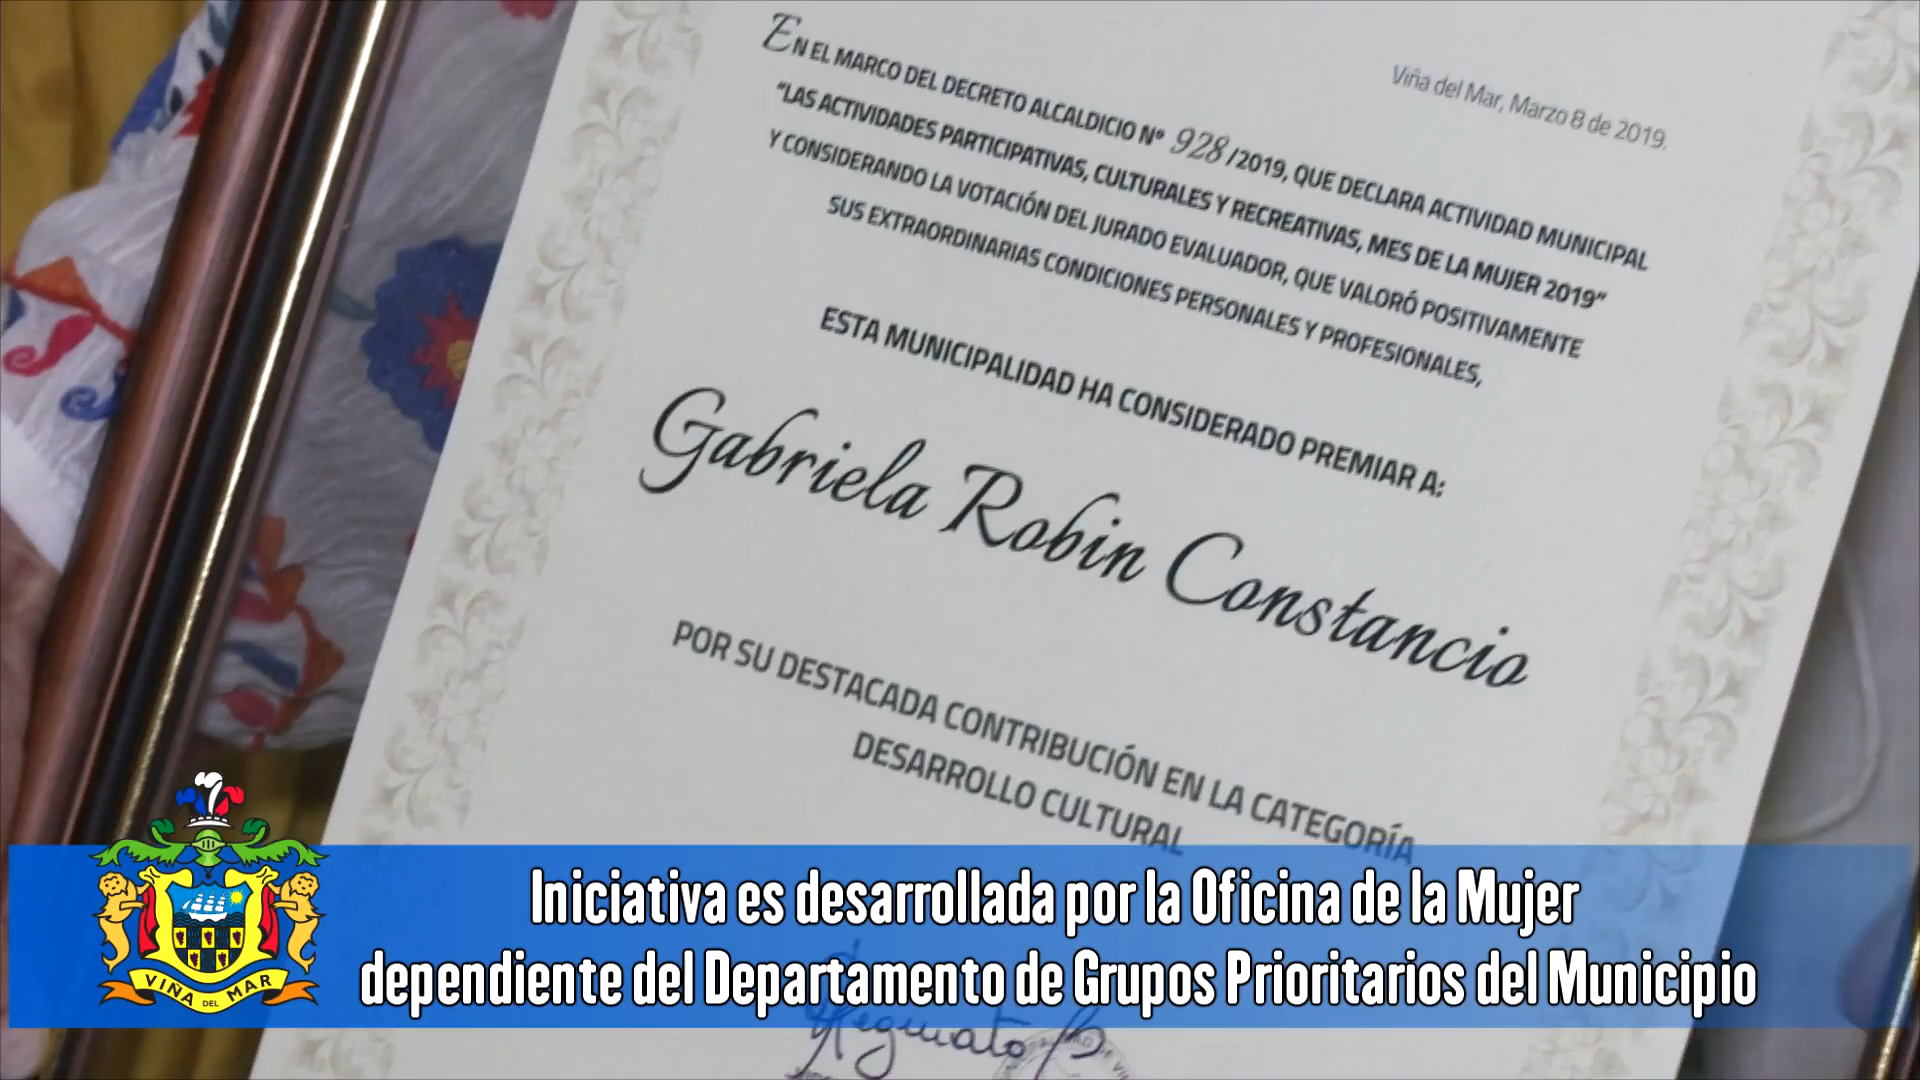 Viña del Mar, Marzo 8 de 2019.
EN EL MARCO DEL DECRETO ALCALDICIO Nº 928/2019, QUE DECLARA ACTIVIDAD MUNICIPAL
"LAS ACTIVIDADES PARTICIPATIVAS, CULTURALES Y RECREATIVAS, MES DE LA MUJER 2019"
Y CONSIDERANDO LA VOTACIÓN DEL JURADO EVALUADOR, QUE VALORÓ POSITIVAMENTE
SUS EXTRAORDINARIAS CONDICIONES PERSONALES Y PROFESIONALES,
ESTA MUNICIPALIDAD HA CONSIDERADO PREMIAR A:
Gabriela Robin Constancio
POR SU DESTACADA CONTRIBUCIÓN EN LA CATEGORÍA
DESARROLLO CULTURAL
Iniciativa es desarrollada por la Oficina de la Mujer
dependiente del Departamento de Grupos Prioritarios del Municipio
VIÑA DEL MAR